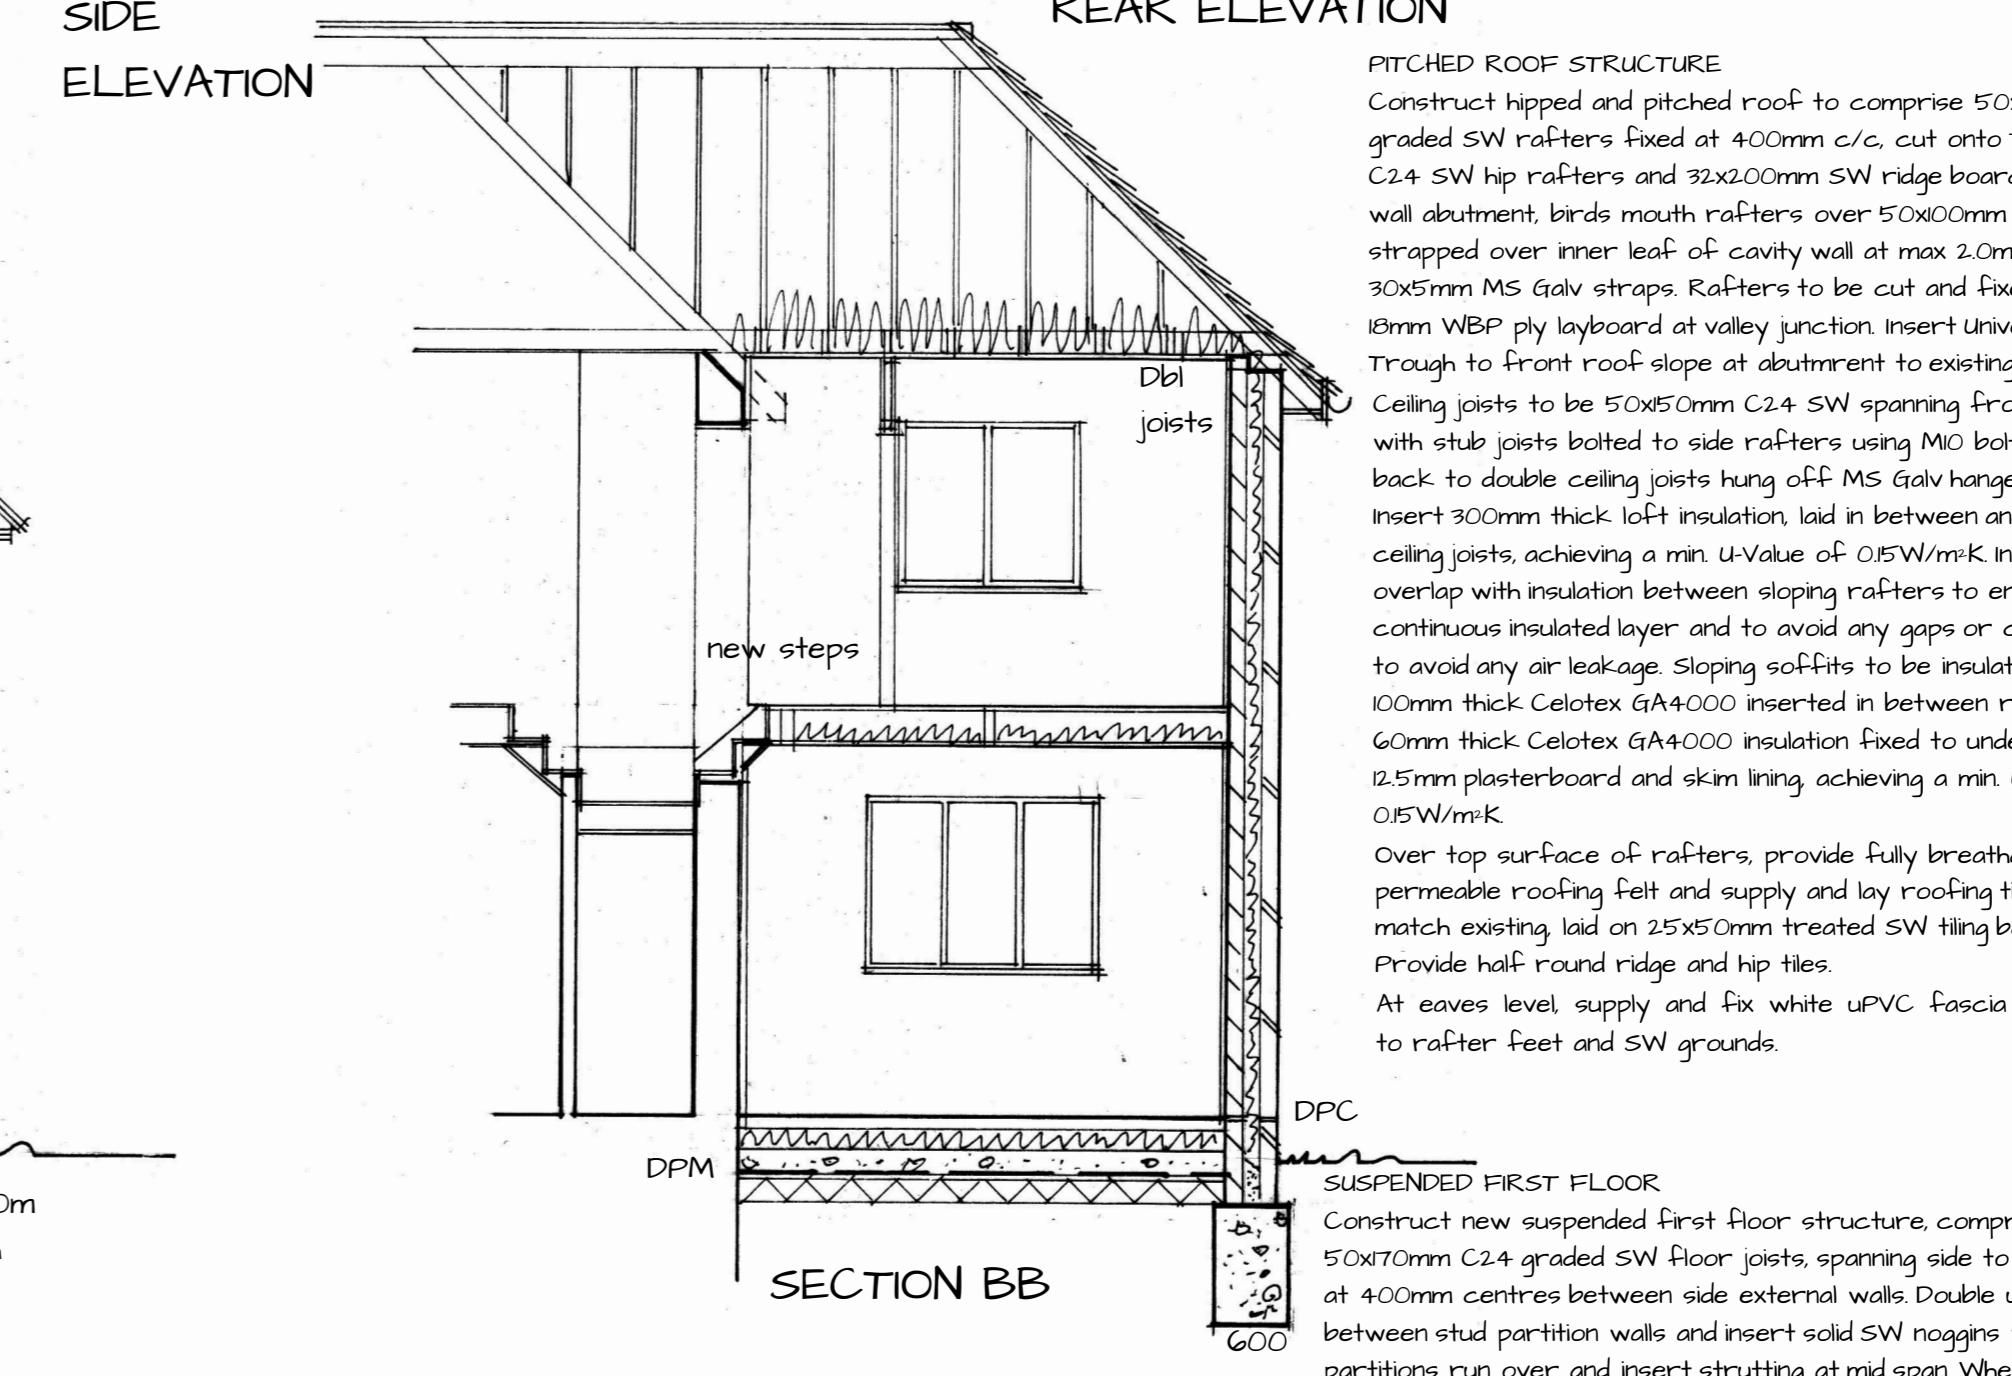 SIDE
ELEVATION
REAR ELEVATION
PITCHED ROOF STRUCTURE
Construct hipped and pitched roof to comprise
graded SW rafters fixed at 400mm c/c, cut onto
C24 SW hip rafters and 32x200mm SW ridge
wall abutment, birds mouth rafters over 50x100mm
strapped over inner leaf of cavity wall at max
30x5mm MS Galv straps. Rafters to be cut and
18mm WBP ply layboard at valley junction. Insert
Trough to front roof slope at abutmrent to existing
Ceiling joists to be 50x150mm C24 SW spanning
with stub joists bolted to side rafters using M10
back to double ceiling joists hung off MS Galv
Insert 300mm thick loft insulation, laid in between
ceiling joists, achieving a min. U-Value of 0.15W/m²K.
overlap with insulation between sloping rafters to
continuous insulated layer and to avoid any gaps or
to avoid any air leakage. Sloping soffits to be
100mm thick Celotex GA4000 inserted in between
60mm thick Celotex GA4000 insulation fixed to
12.5mm plasterboard and skim lining, achieving a min.
0.15W/m²K.
Over top surface of rafters, provide fully
permeable roofing felt and supply and lay roofing
match existing, laid on 25x50mm treated SW tiling
Provide half round ridge and hip tiles.
At eaves level, supply and fix white uPVC fascia
to rafter feet and SW grounds.
Dbl
joists
new steps
DPC
DPM
SECTION BB
600
SUSPENDED FIRST FLOOR
Construct new suspended first floor structure,
50x170mm C24 graded SW floor joists, spanning side to
at 400mm centres between side external walls. Double
between stud partition walls and insert solid SW noggins
partitions run over and insert strutting at mid span.